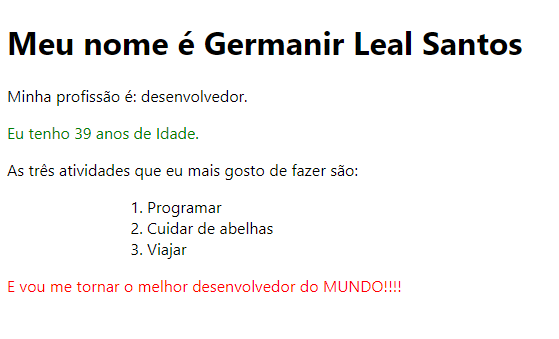 Meu nome é Germanir Leal Santos
Minha profissão é: desenvolvedor.
Eu tenho 39 anos de Idade.
As três atividades que eu mais gosto de fazer são:
1. Programar
2. Cuidar de abelhas
3. Viajar
E vou me tornar o melhor desenvolvedor do MUNDO!!!!